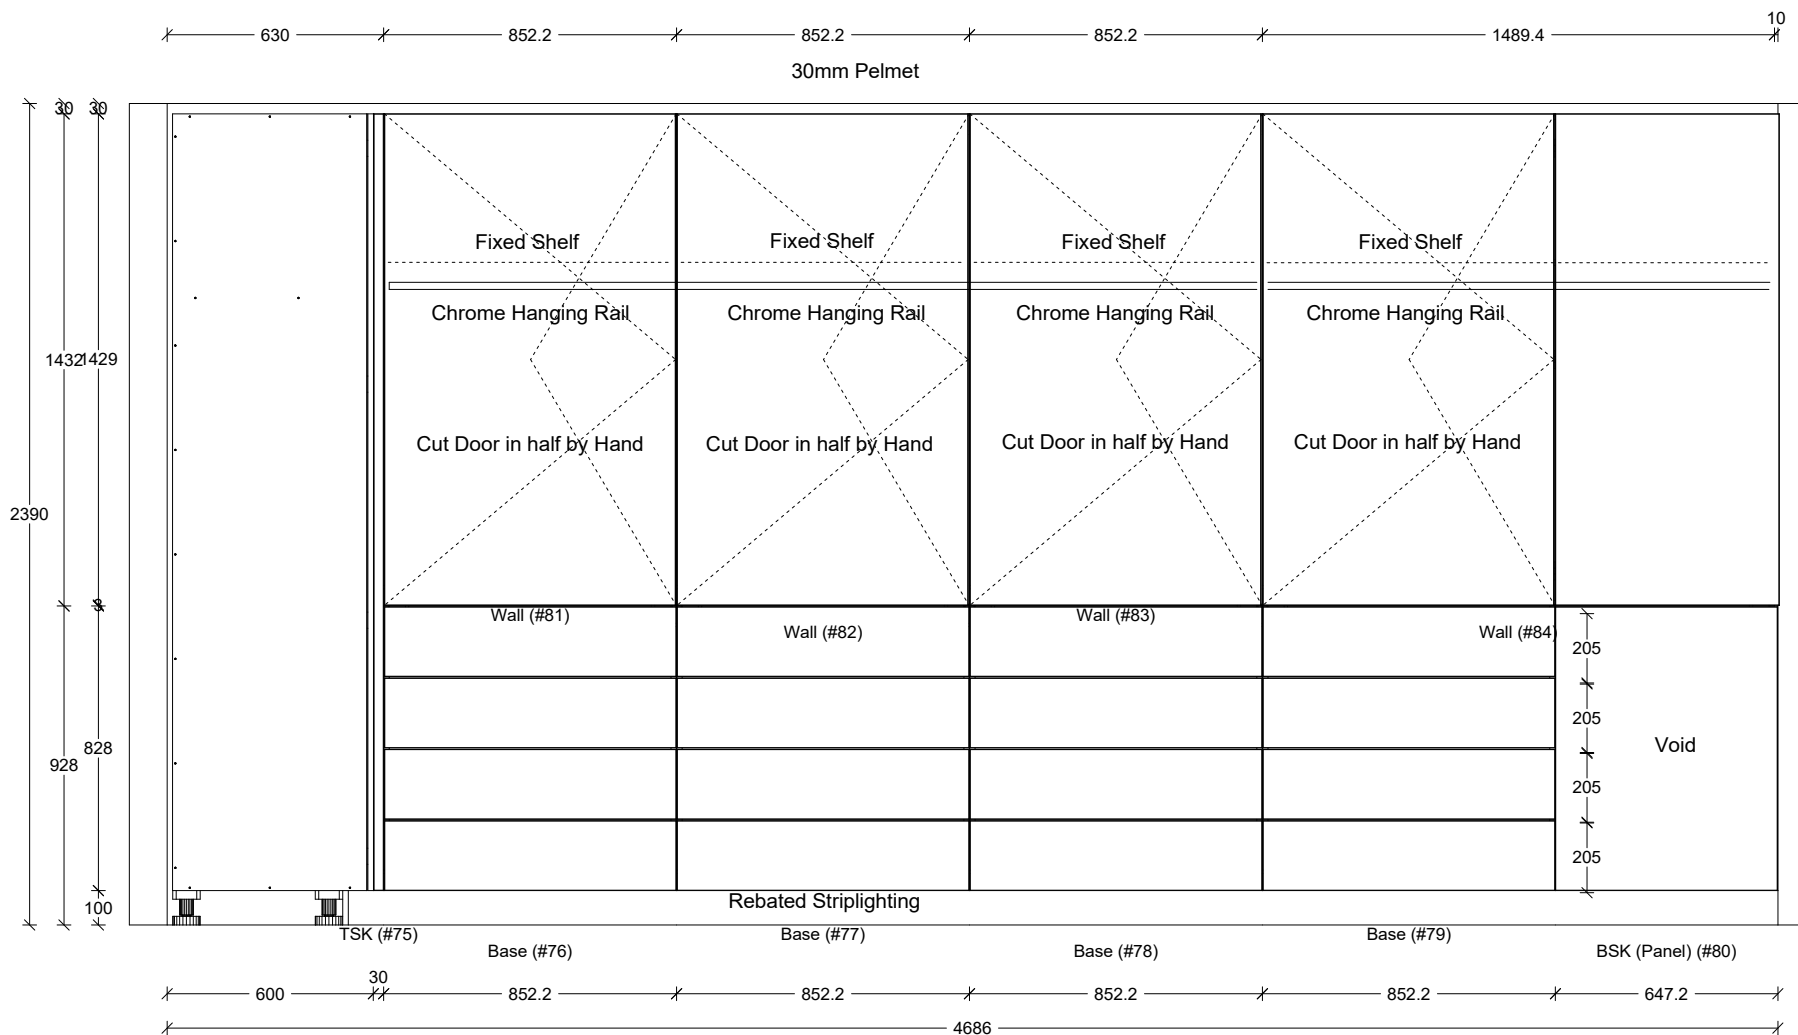 10
630 852.2 852.2 852.2 1489.4
30mm Pelmet
30 30
Fixed Shelf Fixed Shelf Fixed Shelf Fixed Shelf
Chrome Hanging Rail Chrome Hanging Rail Chrome Hanging Rail Chrome Hanging Rail
1432 1429
Cut Door in half by Hand Cut Door in half by Hand Cut Door in half by Hand Cut Door in half by Hand
2390
Wall (#81) Wall (#83)
Wall (#82) Wall (#84)
205
205
828 Void
928
205
205
100 Rebated Striplighting
TSK (#75) Base (#77) Base (#79)
Base (#76) Base (#78) BSK (Panel) (#80)
30
600 852.2 852.2 852.2 852.2 647.2
4686